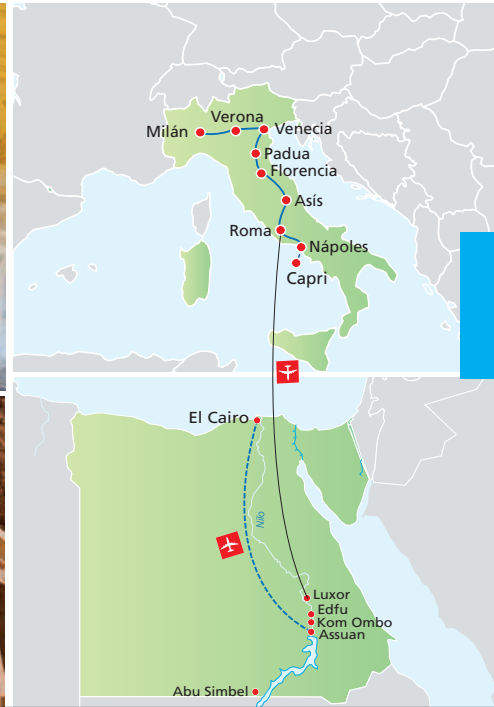 Verona
Milán
Venecia
Padua
Florencia
Asís
Roma
Nápoles
Capri
El Cairo
Nilo
Luxor
Edfu
Kom Ombo
Assuan
Abu Simbel